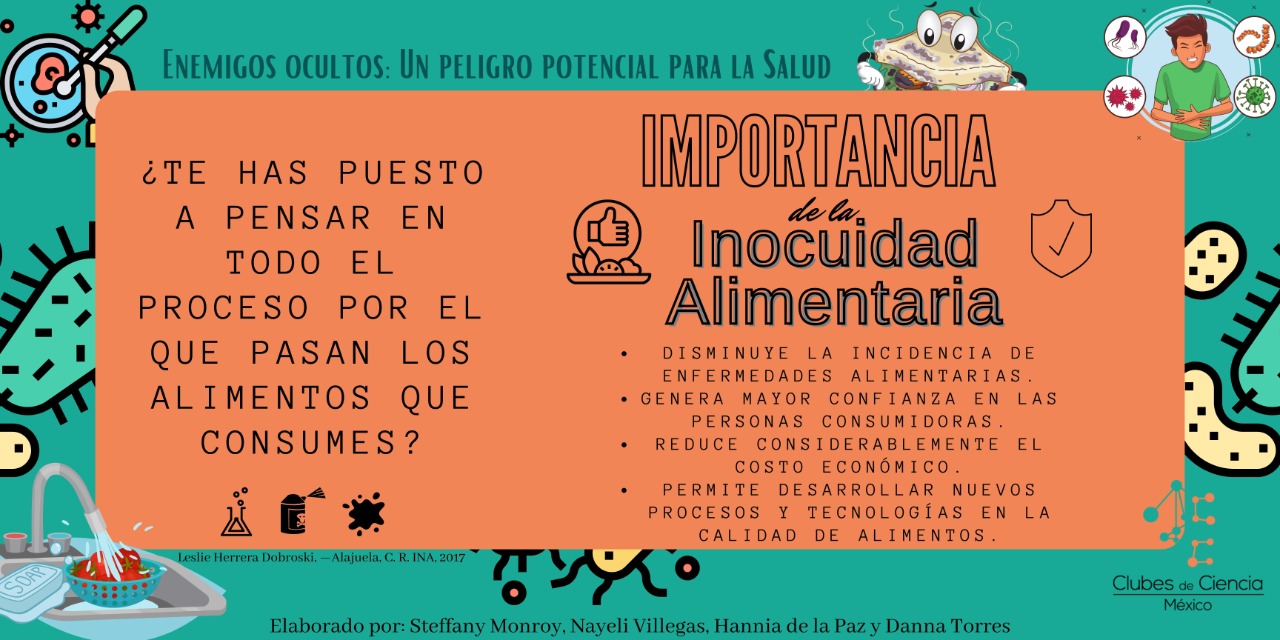 Enemigos ocultos: Un peligro potencial para la Salud
¿TE HAS PUESTO
A PENSAR EN
TODO EL
PROCESO POR EL
QUE PASAN LOS
ALIMENTOS QUE
CONSUMES?
Leslie Herrera Dobroski. — Alajuela, C. R. INA, 2017
IMPORTANCIA
de la
Inocuidad
Alimentaria
• DISMINUYE LA INCIDENCIA DE
ENFERMEDADES ALIMENTARIAS.
• GENERA MAYOR CONFIANZA EN LAS
PERSONAS CONSUMIDORAS.
• REDUCE CONSIDERABLEMENTE EL
COSTO ECONÓMICO.
• PERMITE DESARROLLAR NUEVOS
PROCESOS Y TECNOLOGÍAS EN LA
CALIDAD DE ALIMENTOS.
SOAP
Clubes de Ciencia
México
Elaborado por: Steffany Monroy, Nayeli Villegas, Hannia de la Paz y Danna Torres